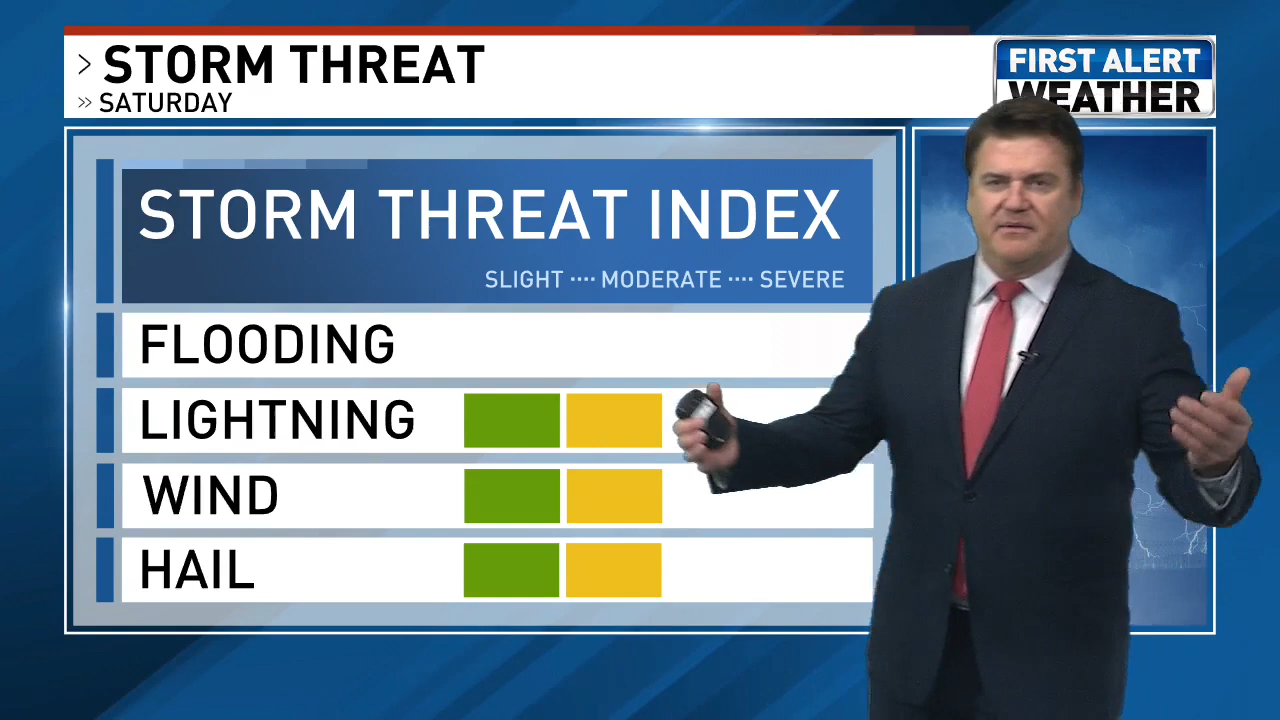 > STORM THREAT
» SATURDAY
FIRST ALERT
WEATHER
STORM THREAT INDEX
SLIGHT ···· MODERATE ···· SEVERE
FLOODING
LIGHTNING
WIND
HAIL